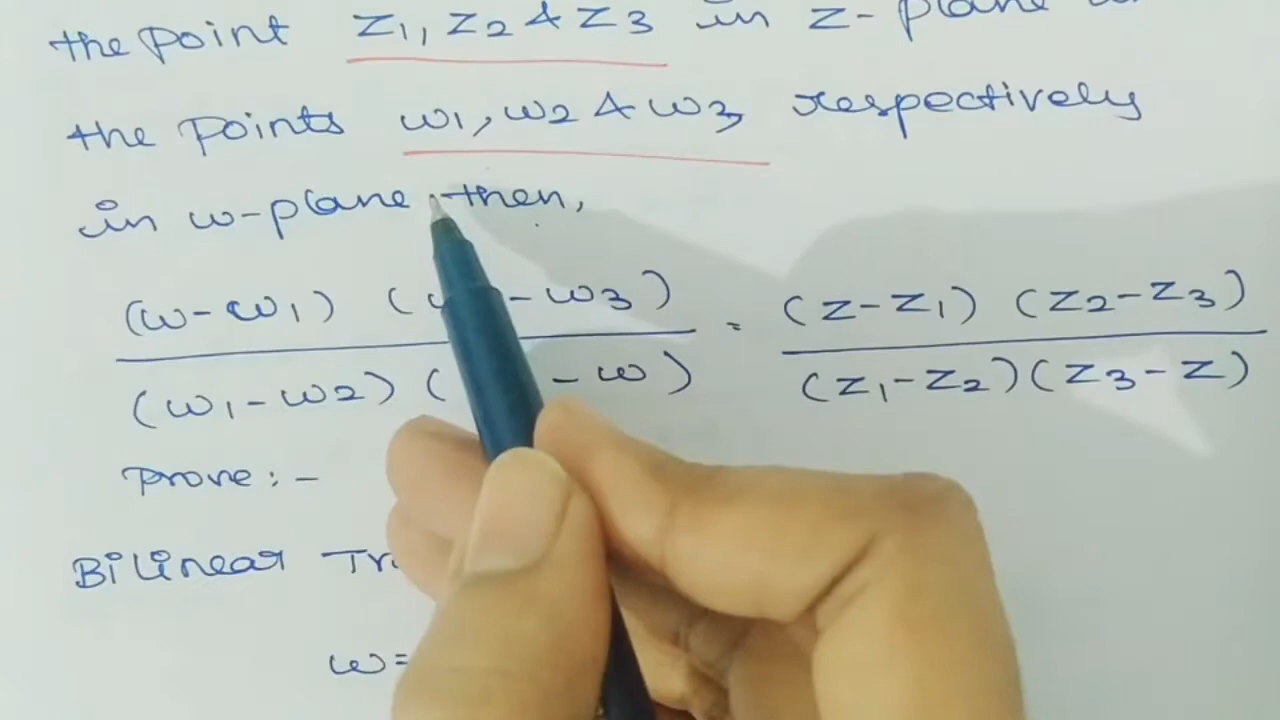 the point z1, z2 & z3 in z-plane
the points w1, w2 & w3 respectively
in w-plane then,
(w-w1) ( - w3) = (z-z1) (z2-z3)
(w1-w2) ( - w) (z1-z2)(z3-z)
Prove:-
Bilinear
w=